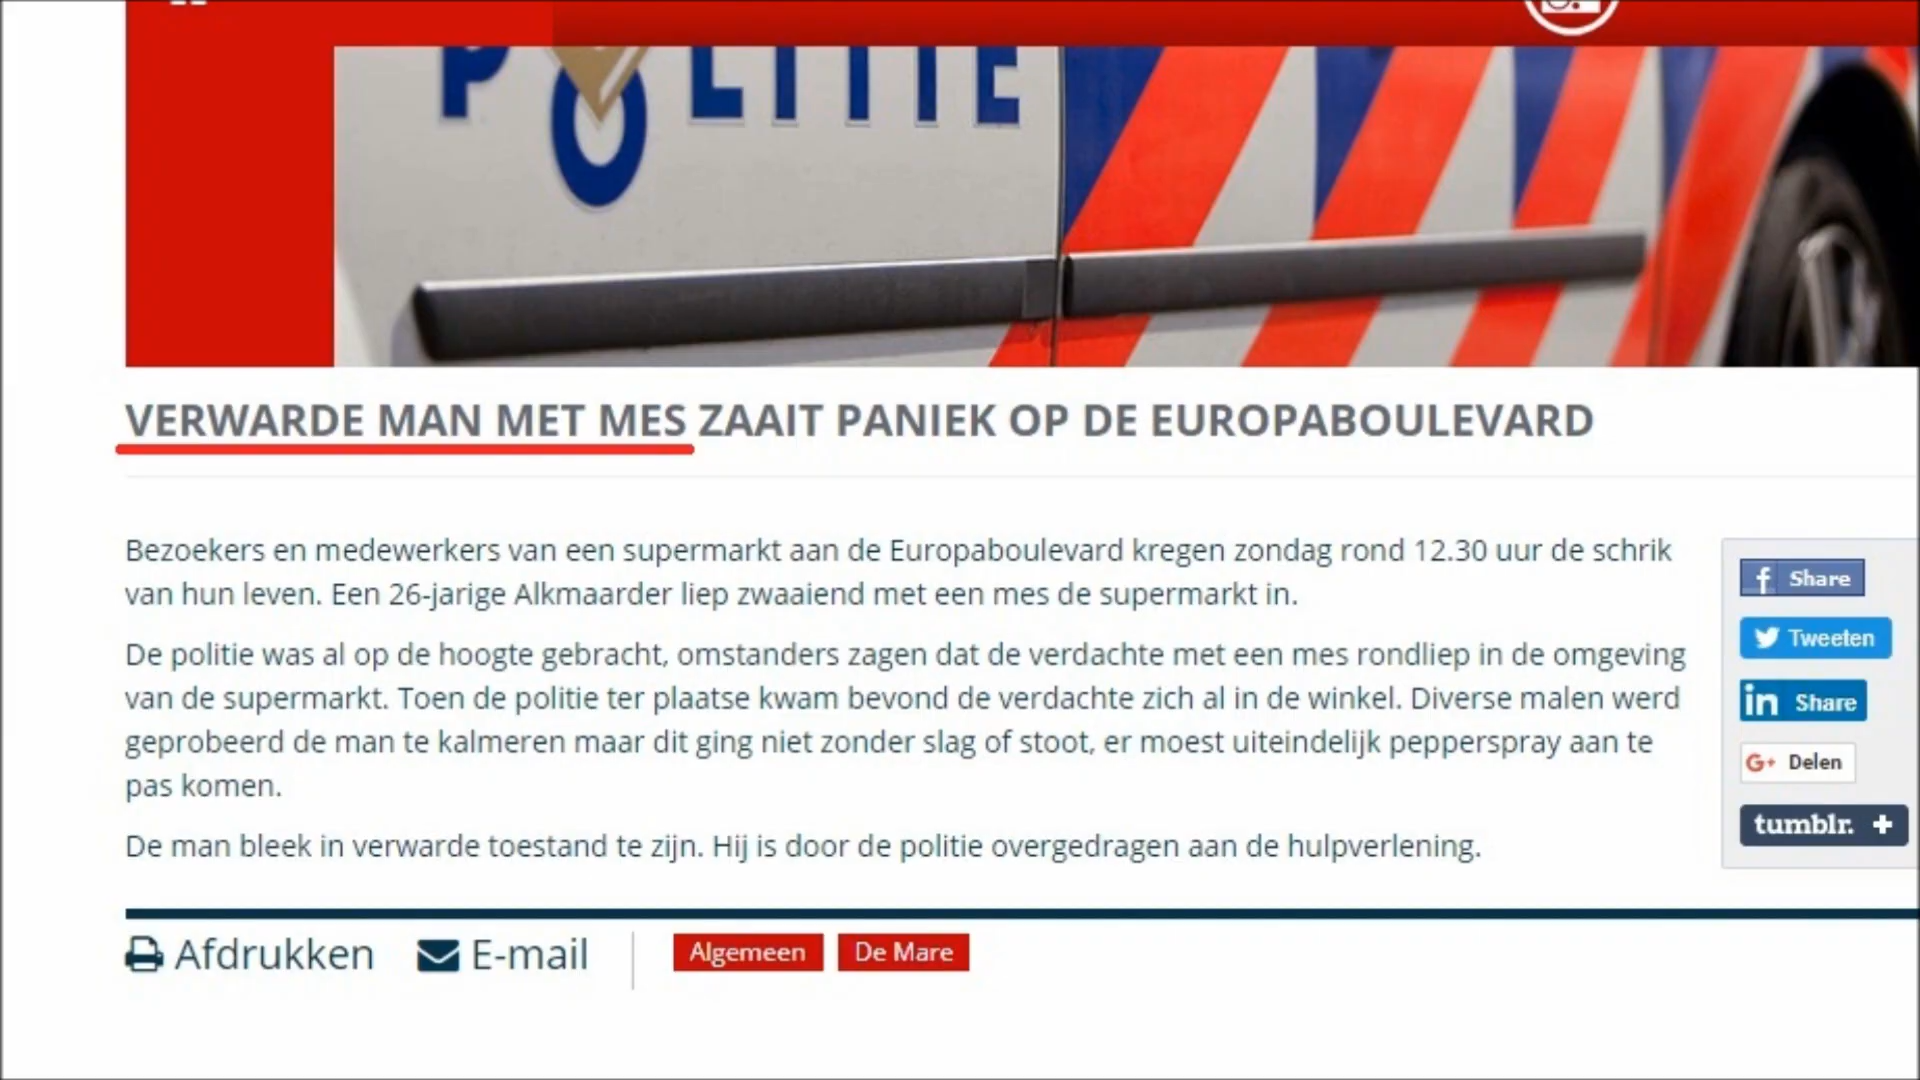 POLITIE
VERWARDE MAN MET MES ZAAIT PANIEK OP DE EUROPABOULEVARD
Bezoekers en medewerkers van een supermarkt aan de Europaboulevard kregen zondag rond 12.30 uur de schrik
van hun leven. Een 26-jarige Alkmaarder liep zwaaiend met een mes de supermarkt in.
De politie was al op de hoogte gebracht, omstanders zagen dat de verdachte met een mes rondliep in de omgeving
van de supermarkt. Toen de politie ter plaatse kwam bevond de verdachte zich al in de winkel. Diverse malen werd
geprobeerd de man te kalmeren maar dit ging niet zonder slag of stoot, er moest uiteindelijk pepperspray aan te
pas komen.
De man bleek in verwarde toestand te zijn. Hij is door de politie overgedragen aan de hulpverlening.
f Share
Tweeten
in Share
G+ Delen
tumblr. +
Afdrukken E-mail Algemeen De Mare